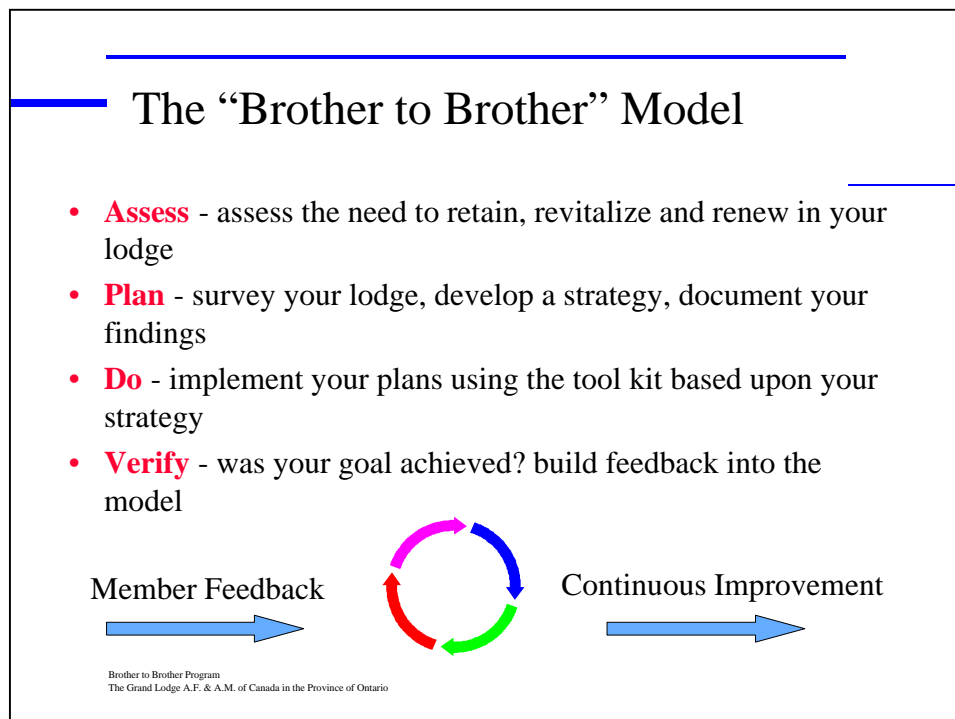 The “Brother to Brother” Model
• Assess - assess the need to retain, revitalize and renew in your
lodge
• Plan - survey your lodge, develop a strategy, document your
findings
• Do - implement your plans using the tool kit based upon your
strategy
• Verify - was your goal achieved? build feedback into the
model
Member Feedback
Continuous Improvement
Brother to Brother Program
The Grand Lodge A.F. & A.M. of Canada in the Province of Ontario